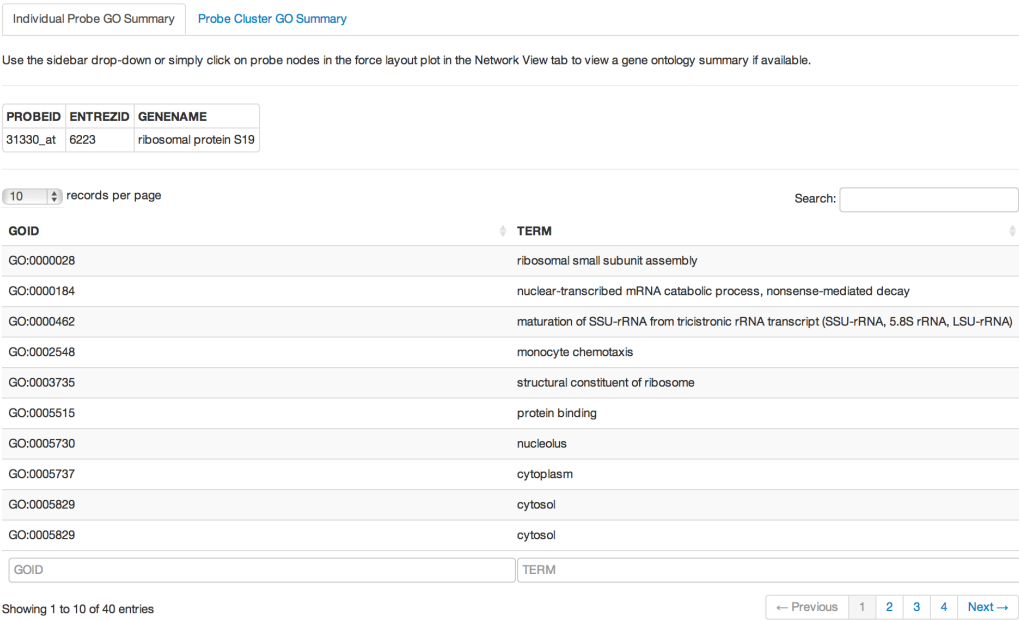 Individual Probe GO Summary Probe Cluster GO Summary
Use the sidebar drop-down or simply click on probe nodes in the force layout plot in the Network View tab to view a gene ontology summary if available.
PROBEID ENTREZID GENENAME
31330_at 6223 ribosomal protein S19
10 records per page Search:
GOID TERM
GO:0000028 ribosomal small subunit assembly
GO:0000184 nuclear-transcribed mRNA catabolic process, nonsense-mediated decay
GO:0000462 maturation of SSU-rRNA from tricistronic rRNA transcript (SSU-rRNA, 5.8S rRNA, LSU-rRNA)
GO:0002548 monocyte chemotaxis
GO:0003735 structural constituent of ribosome
GO:0005515 protein binding
GO:0005730 nucleolus
GO:0005737 cytoplasm
GO:0005829 cytosol
GO:0005829 cytosol
GOID TERM
Showing 1 to 10 of 40 entries ← Previous 1 2 3 4 Next →